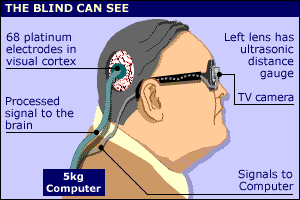 THE BLIND CAN SEE
68 platinum
electrodes in
visual cortex
Left lens has
ultrasonic
distance
gauge
TV camera
Processed
signal to the
brain
5kg
Computer
Signals to
Computer